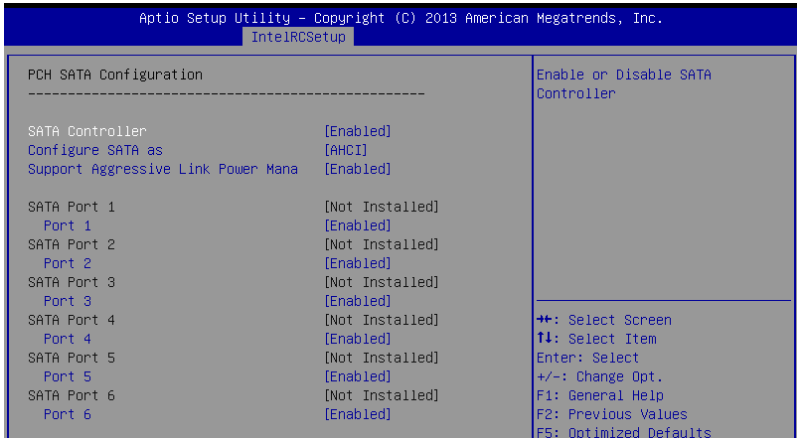 Aptio Setup Utility – Copyright (C) 2013 American Megatrends, Inc.
IntelRCSetup
PCH SATA Configuration
--------------------------------------------------
SATA Controller [Enabled]
Configure SATA as [AHCI]
Support Aggressive Link Power Mana [Enabled]
SATA Port 1 [Not Installed]
Port 1 [Enabled]
SATA Port 2 [Not Installed]
Port 2 [Enabled]
SATA Port 3 [Not Installed]
Port 3 [Enabled]
SATA Port 4 [Not Installed]
Port 4 [Enabled]
SATA Port 5 [Not Installed]
Port 5 [Enabled]
SATA Port 6 [Not Installed]
Port 6 [Enabled]
Enable or Disable SATA
Controller
→←: Select Screen
↑↓: Select Item
Enter: Select
+/-: Change Opt.
F1: General Help
F2: Previous Values
F5: Optimized Defaults